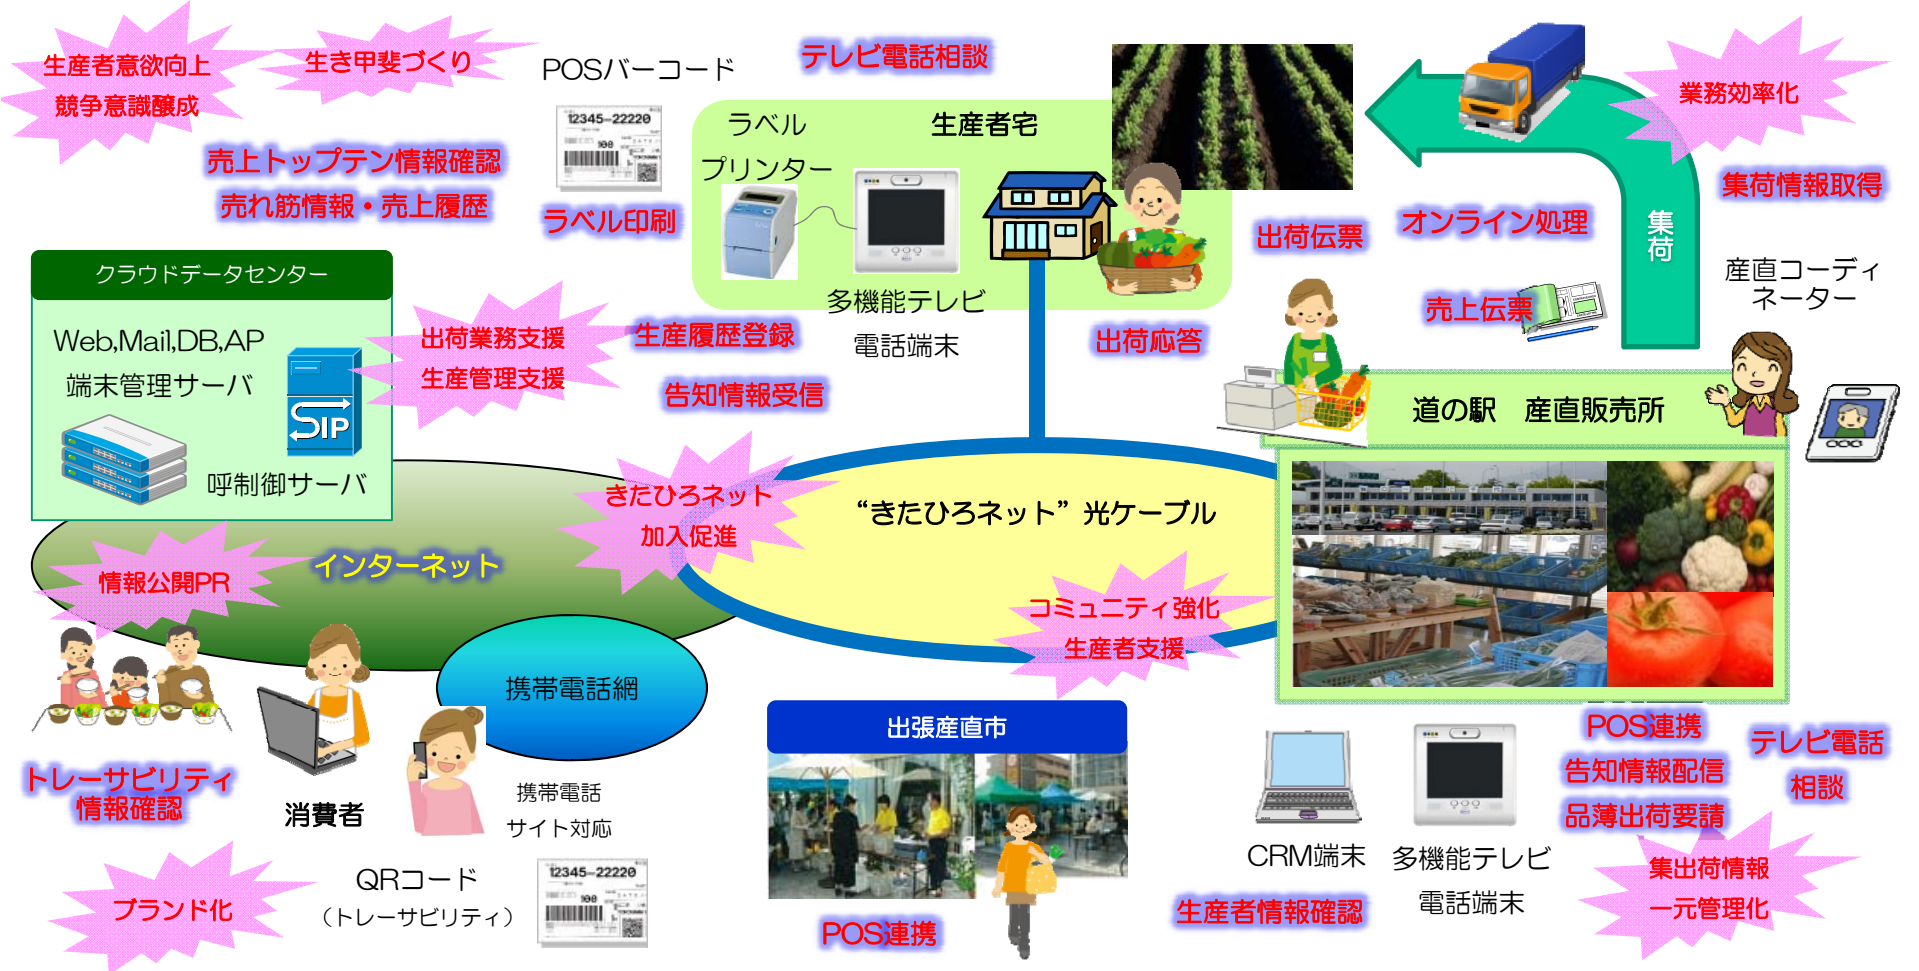 生産者意欲向上
競争意識醸成
生き甲斐づくり
POSバーコード
テレビ電話相談
12345-22220
100
ラベル
プリンター
生産者宅
業務効率化
売上トップテン情報確認
売れ筋情報・売上履歴
ラベル印刷
集荷情報取得
出荷伝票
オンライン処理
集荷
クラウドデータセンター
産直コーディ
ネーター
Web,Mail,DB,AP
端末管理サーバ
SIP
呼制御サーバ
出荷業務支援
生産管理支援
生産履歴登録
告知情報受信
多機能テレビ
電話端末
出荷応答
売上伝票
道の駅 産直販売所
きたひろネット
加入促進
“きたひろネット”光ケーブル
インターネット
情報公開PR
コミュニティ強化
生産者支援
携帯電話網
出張産直市
トレーサビリティ
情報確認
消費者
携帯電話
サイト対応
POS連携
告知情報配信
品薄出荷要請
テレビ電話
相談
CRM端末
多機能テレビ
電話端末
ブランド化
QRコード
（トレーサビリティ）
12345-22220
100
POS連携
生産者情報確認
集出荷情報
一元管理化